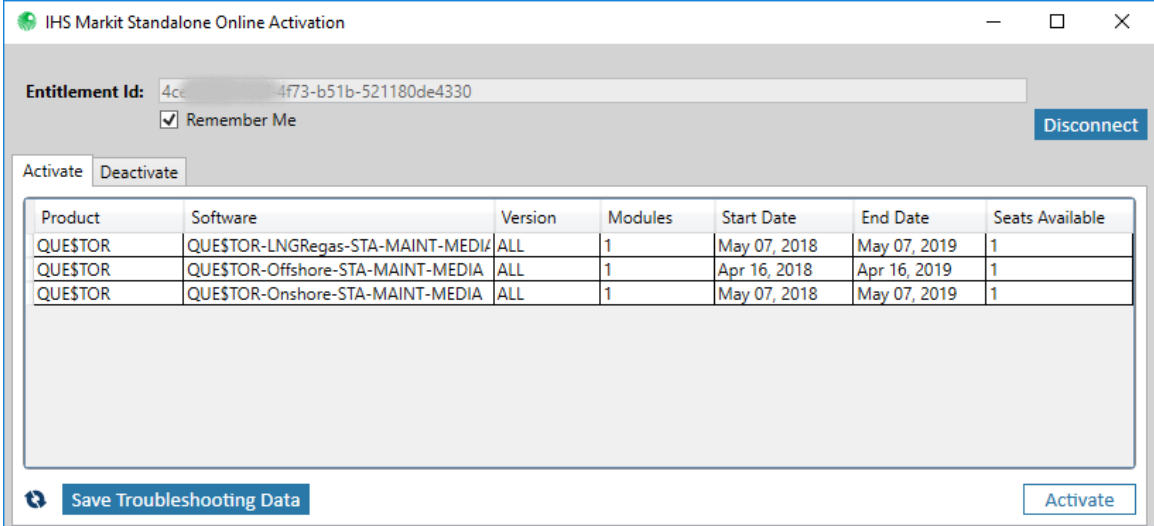 IHS Markit Standalone Online Activation
Entitlement Id: 4ce 4f73-b51b-521180de4330
Remember Me
Disconnect
Activate Deactivate
Product Software Version Modules Start Date End Date Seats Available
QUE$TOR QUE$TOR-LNGRegas-STA-MAINT-MEDIA ALL 1 May 07, 2018 May 07, 2019 1
QUE$TOR QUE$TOR-Offshore-STA-MAINT-MEDIA ALL 1 Apr 16, 2018 Apr 16, 2019 1
QUE$TOR QUE$TOR-Onshore-STA-MAINT-MEDIA ALL 1 May 07, 2018 May 07, 2019 1
Save Troubleshooting Data Activate